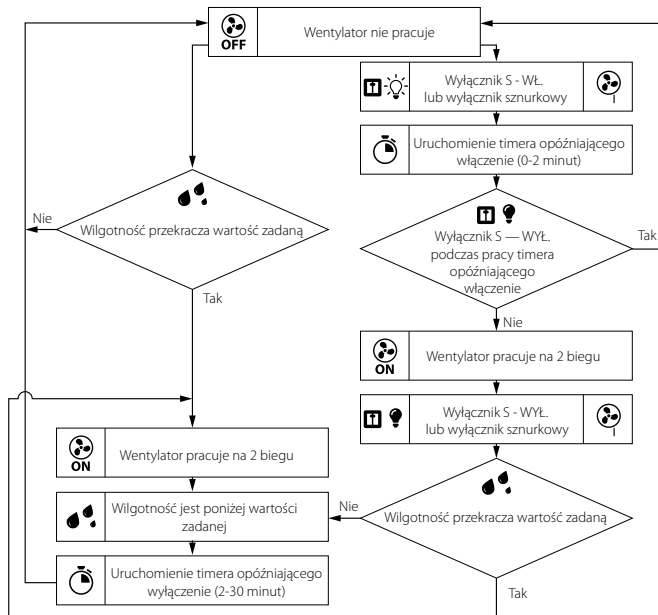 OFF
Wentylator nie pracuje
Wyłącznik S - WŁ.
lub wyłącznik sznurkowy
Uruchomienie timera opóźniającego
włączenie (0-2 minut)
Nie
Wilgotność przekracza wartość zadaną
Tak
Wyłącznik S — WYŁ.
podczas pracy timera
opóźniającego
włączenie
Tak
Nie
ON
Wentylator pracuje na 2 biegu
Wyłącznik S - WYŁ.
lub wyłącznik sznurkowy
ON
Wentylator pracuje na 2 biegu
Wilgotność jest poniżej wartości
zadanej
Nie
Wilgotność przekracza wartość zadaną
Tak
Uruchomienie timera opóźniającego
wyłączenie (2-30 minut)